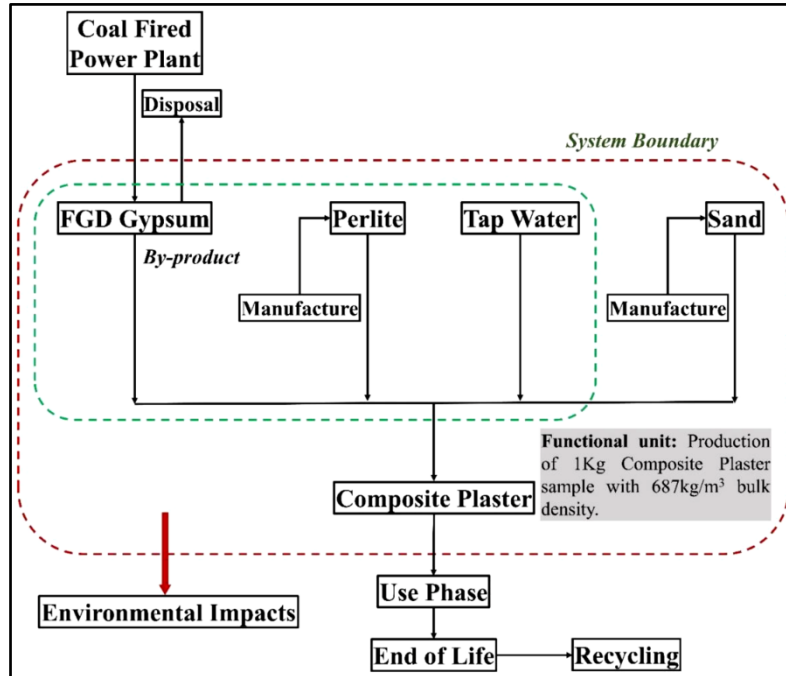 Coal Fired
Power Plant
Disposal
System Boundary
FGD Gypsum
Perlite
Tap Water
Sand
By-product
Manufacture
Manufacture
Functional unit: Production
of 1Kg Composite Plaster
sample with 687kg/m³ bulk
density.
Composite Plaster
Use Phase
Environmental Impacts
End of Life
Recycling